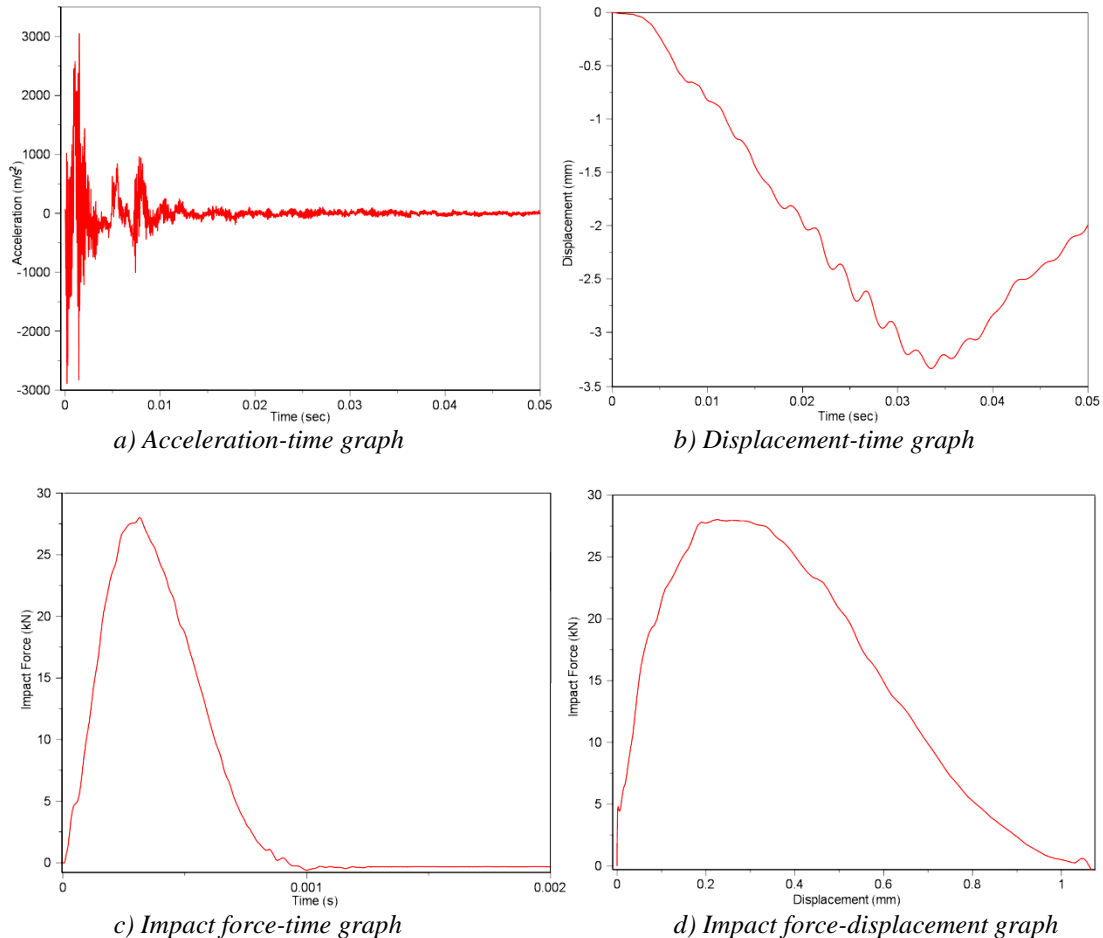 3000
2000
1000
0
-1000
-2000
-3000
Acceleration (m/s²)
0 0.01 0.02 0.03 0.04 0.05
Time (sec)
a) Acceleration-time graph
0
-0.5
-1
-1.5
-2
-2.5
-3
-3.5
Displacement (mm)
0 0.01 0.02 0.03 0.04 0.05
Time (sec)
b) Displacement-time graph
30
25
20
15
10
5
0
Impact Force (kN)
0 0.001 0.002
Time (s)
c) Impact force-time graph
30
25
20
15
10
5
0
Impact Force (kN)
0 0.2 0.4 0.6 0.8 1
Displacement (mm)
d) Impact force-displacement graph